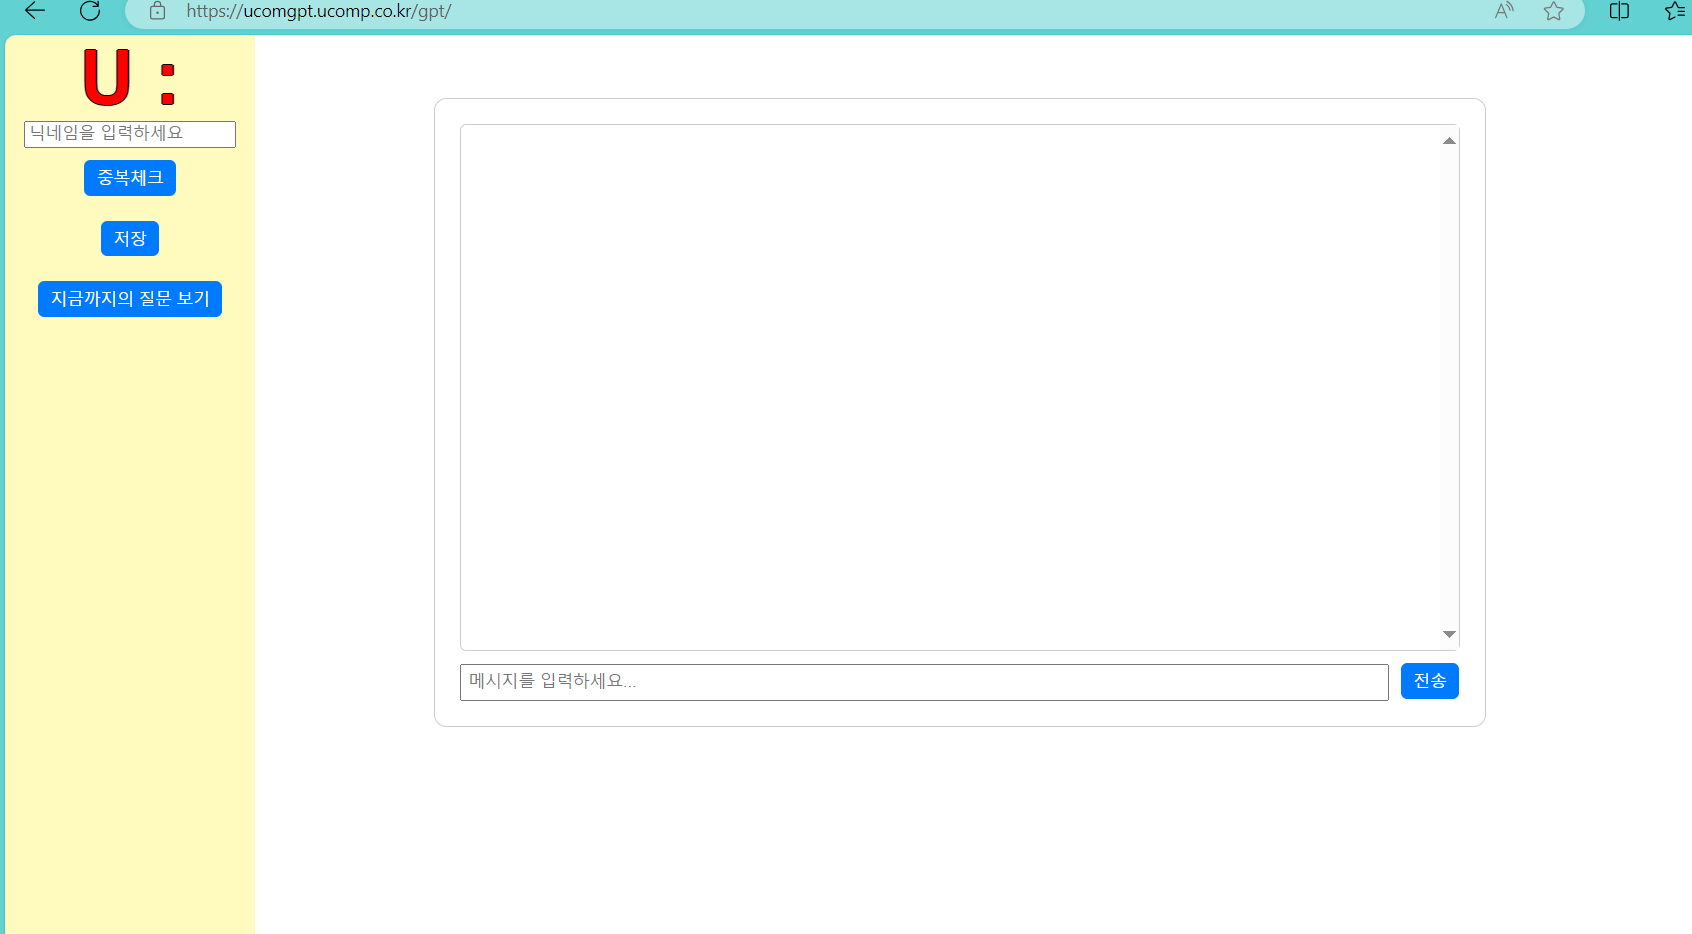 https://ucomgpt.ucomp.co.kr/gpt/
U :
닉네임을 입력하세요
중복체크
저장
지금까지의 질문 보기
메시지를 입력하세요...
전송